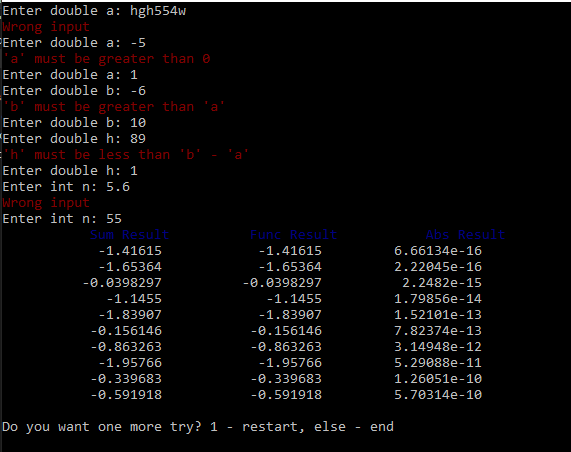 Enter double a: hgh554w
Wrong input
Enter double a: -5
'a' must be greater than 0
Enter double a: 1
Enter double b: -6
'b' must be greater than 'a'
Enter double b: 10
Enter double h: 89
'h' must be less than 'b' - 'a'
Enter double h: 1
Enter int n: 5.6
Wrong input
Enter int n: 55
Sum Result Func Result Abs Result
-1.41615 -1.41615 6.66134e-16
-1.65364 -1.65364 2.22045e-16
-0.0398297 -0.0398297 2.2482e-15
-1.1455 -1.1455 1.79856e-14
-1.83907 -1.83907 1.52101e-13
-0.156146 -0.156146 7.82374e-13
-0.863263 -0.863263 3.14948e-12
-1.95766 -1.95766 5.29088e-11
-0.339683 -0.339683 1.26051e-10
-0.591918 -0.591918 5.70314e-10
Do you want one more try? 1 - restart, else - end